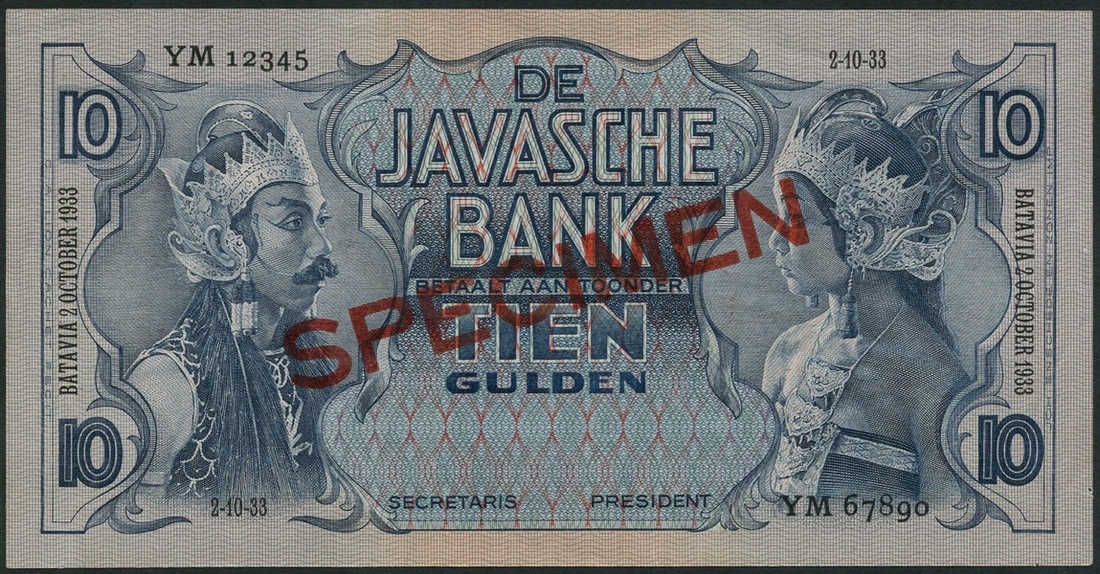 YM 12345
2-10-33
10
10
DE
JAVASCHE
BANK
BETAALT AAN TOONDER
TIEN
GULDEN
SPECIMEN
BATAVIA 2 OCTOBER 1933
BATAVIA 2 OCTOBER 1933
10
10
2-10-33
SECRETARIS
PRESIDENT
YM 67890